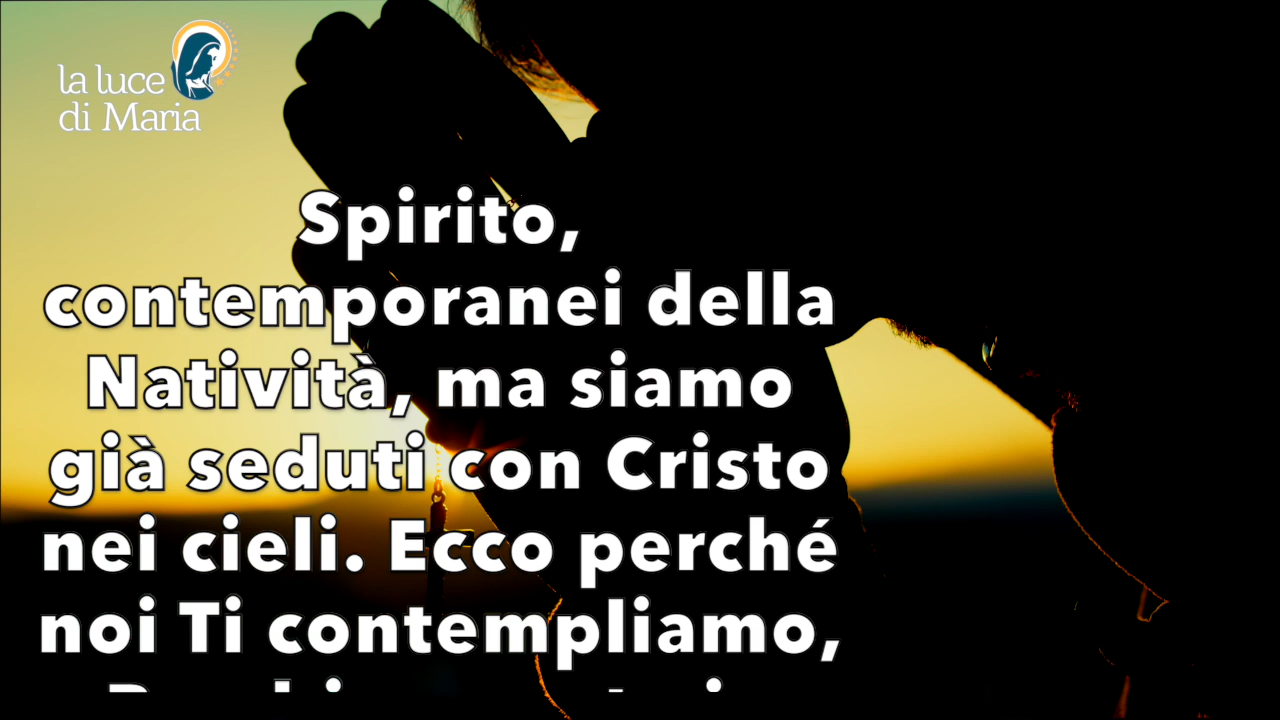 la luce
di Maria
Spirito,
contemporanei della
Natività, ma siamo
già seduti con Cristo
nei cieli. Ecco perché
noi Ti contempliamo,